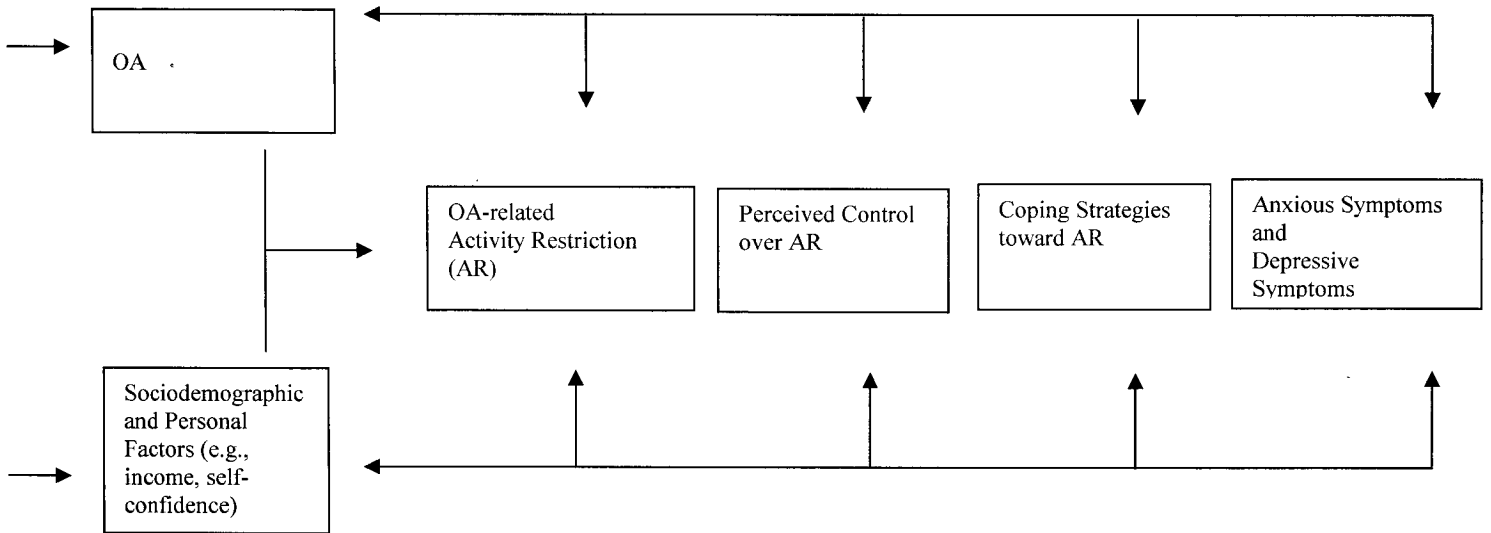 OA
OA-related
Activity Restriction
(AR)
Perceived Control
over AR
Coping Strategies
toward AR
Anxious Symptoms
and
Depressive
Symptoms
Sociodemographic
and Personal
Factors (e.g.,
income, self-
confidence)